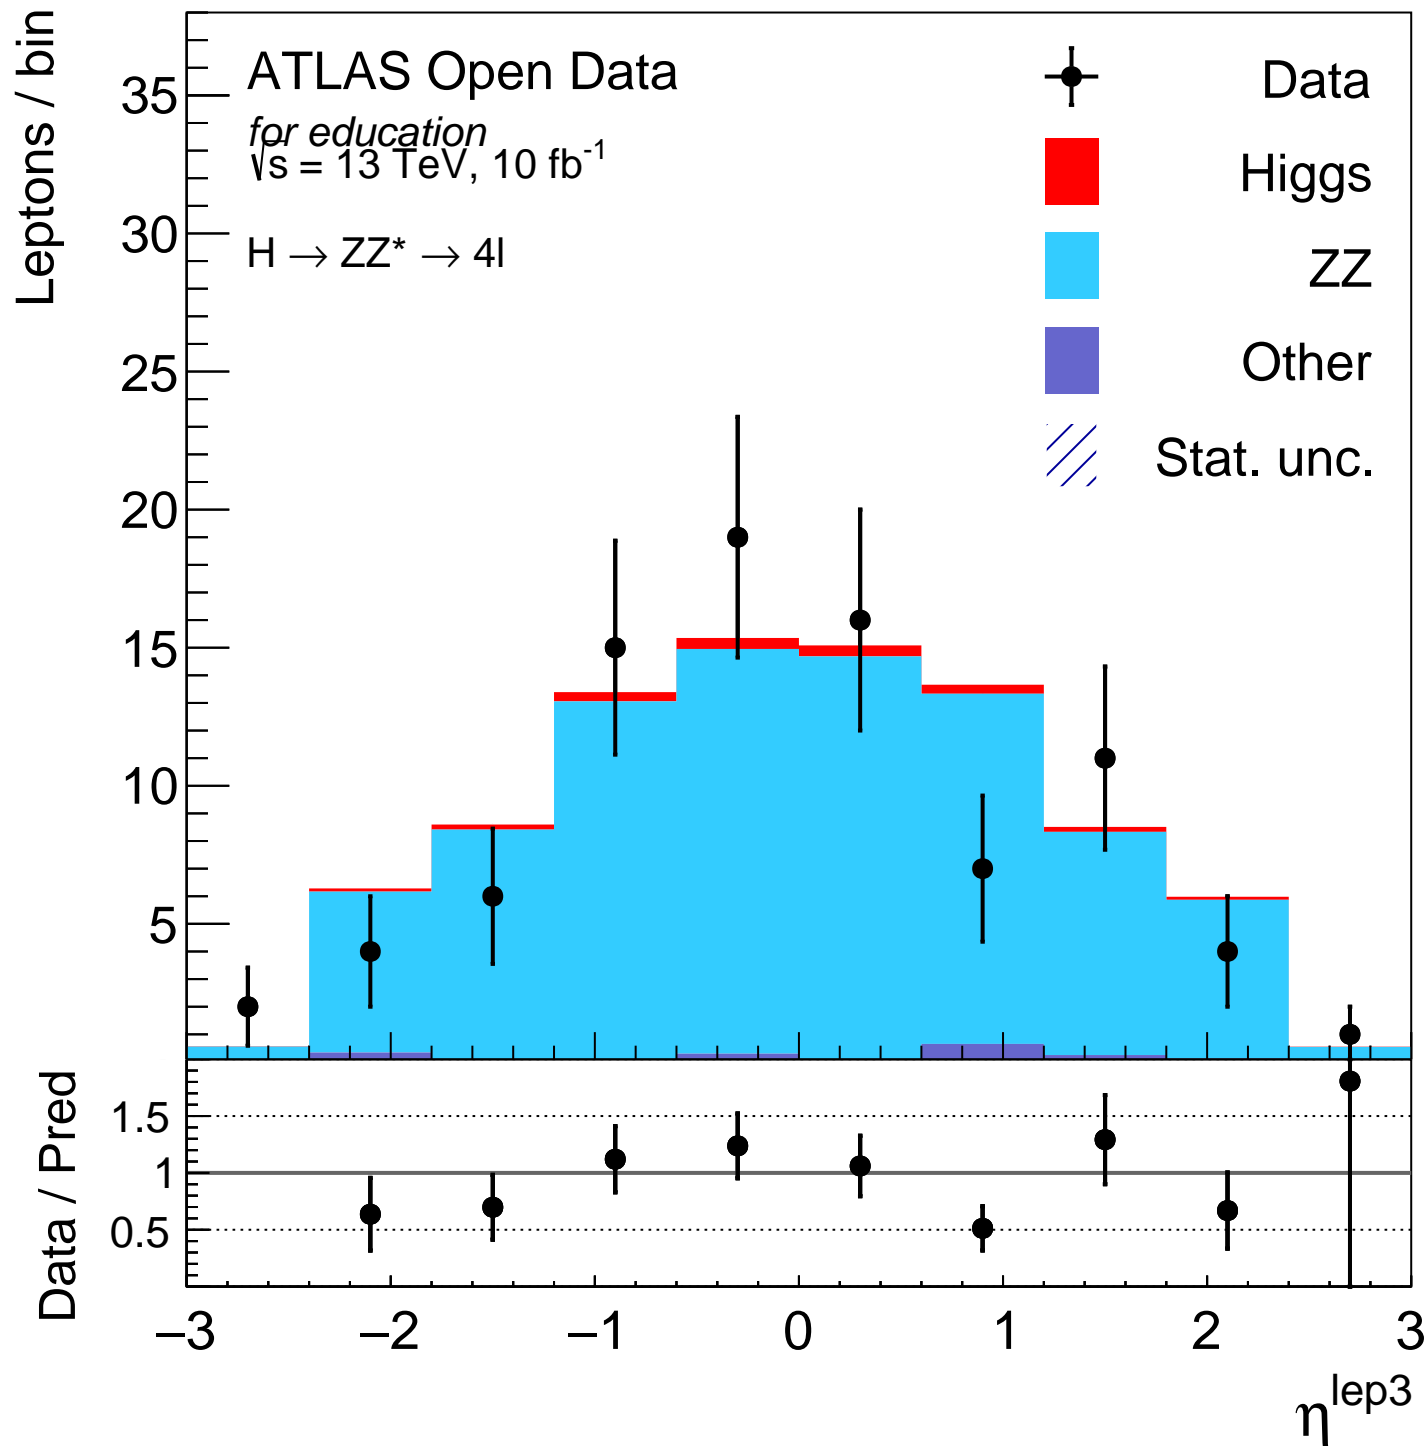 Leptons / bin
35
30
25
20
15
10
5
ATLAS Open Data
for education
√s = 13 TeV, 10 fb⁻¹
H → ZZ* → 4l
Data
Higgs
ZZ
Other
Stat. unc.
Data / Pred
1.5
1
0.5
–3 –2 –1 0 1 2 3
η^lep3